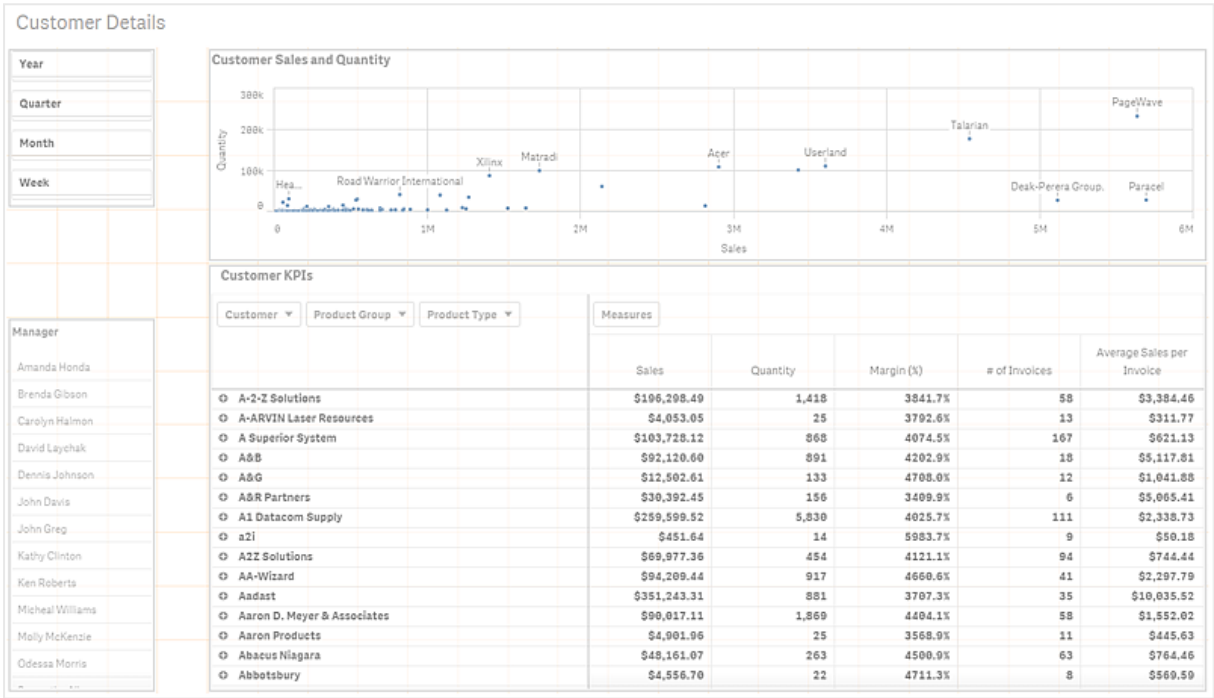 Customer Details
Year
Quarter
Month
Week
Manager
Amanda Honda
Brenda Gibson
Carolyn Halmon
David Laychak
Dennis Johnson
John Davis
John Greg
Kathy Clinton
Ken Roberts
Micheal Williams
Molly McKenzie
Odessa Morris
Customer Sales and Quantity
Quantity
300k
200k
100k
0
PageWave
Talarian
Acer
Userland
Matradi
Xilinx
Hea...
Road Warrior International
Deak-Perera Group.
Paracel
0 1M 2M 3M 4M 5M 6M
Sales
Customer KPIs
Customer Product Group Product Type Measures
Sales Quantity Margin (%) # of Invoices Average Sales per Invoice
A-2-Z Solutions $196,298.49 1,418 3841.7% 58 $3,384.46
A-ARVIN Laser Resources $4,053.05 25 3792.6% 13 $311.77
A Superior System $103,728.12 868 4074.5% 167 $621.13
A&B $92,120.60 891 4202.9% 18 $5,117.81
A&G $12,502.61 133 4708.0% 12 $1,041.88
A&R Partners $30,392.45 156 3409.9% 6 $5,065.41
A1 Datacom Supply $259,599.52 5,830 4025.7% 111 $2,338.73
a2i $451.64 14 5983.7% 9 $50.18
A2Z Solutions $69,977.36 454 4121.1% 94 $744.44
AA-Wizard $94,209.44 917 4660.6% 41 $2,297.79
Aadast $351,243.31 881 3707.3% 35 $10,035.52
Aaron D. Meyer & Associates $90,017.11 1,869 4404.1% 58 $1,552.02
Aaron Products $4,901.96 25 3568.9% 11 $445.63
Abacus Niagara $48,161.07 263 4500.9% 63 $764.46
Abbotsbury $4,556.70 22 4711.3% 8 $569.59